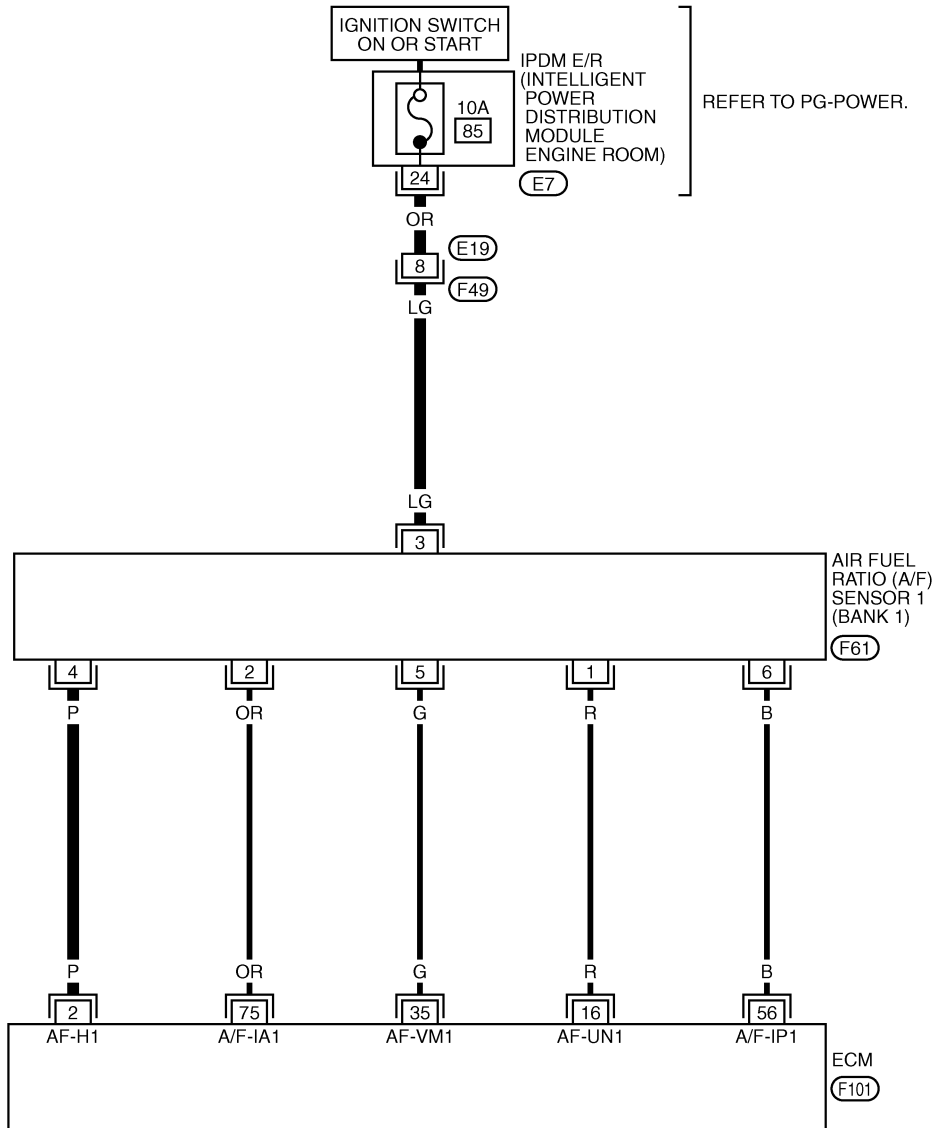 IGNITION SWITCH
ON OR START
IPDM E/R
(INTELLIGENT
POWER
DISTRIBUTION
MODULE
ENGINE ROOM)
REFER TO PG-POWER.
10A
85
24
E7
OR
E19
8
F49
LG
LG
3
AIR FUEL
RATIO (A/F)
SENSOR 1
(BANK 1)
F61
4 2 5 1 6
P OR G R B
P OR G R B
2 75 35 16 56
AF-H1 A/F-IA1 AF-VM1 AF-UN1 A/F-IP1
ECM
F101